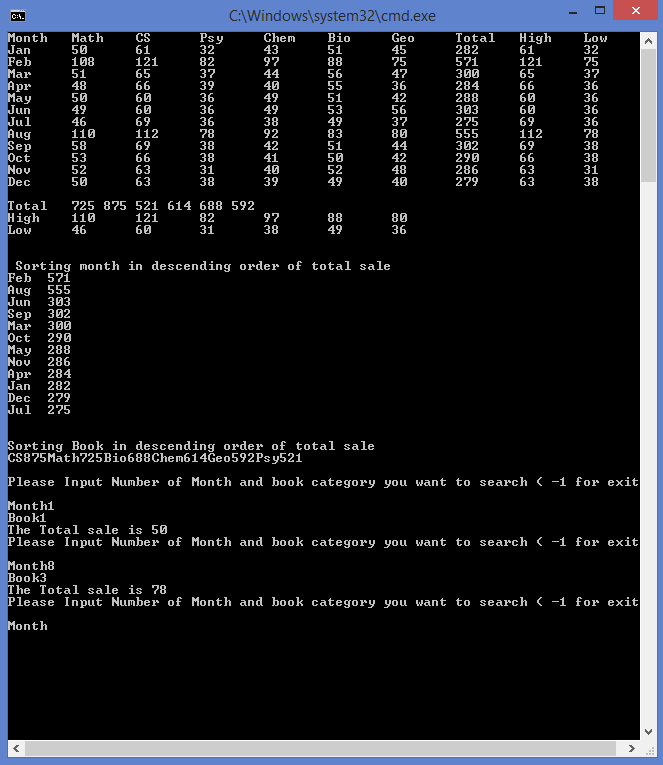 C:\Windows\system32\cmd.exe
Month Math CS Psy Chem Bio Geo Total High Low
Jan 50 61 32 43 51 45 282 61 32
Feb 108 121 82 97 88 75 571 121 75
Mar 51 65 37 44 56 47 300 65 37
Apr 48 66 39 40 55 36 284 66 36
May 50 60 36 49 51 42 288 60 36
Jun 49 60 36 49 53 56 303 60 36
Jul 46 69 36 38 49 37 275 69 36
Aug 110 112 78 92 83 80 555 112 78
Sep 58 69 38 42 51 44 302 69 38
Oct 53 66 38 41 50 42 290 66 38
Nov 52 63 31 40 52 48 286 63 31
Dec 50 63 38 39 49 40 279 63 38
Total 725 875 521 614 688 592
High 110 121 82 97 88 80
Low 46 60 31 38 49 36
Sorting month in descending order of total sale
Feb 571
Aug 555
Jun 303
Sep 302
Mar 300
Oct 290
May 288
Nov 286
Apr 284
Jan 282
Dec 279
Jul 275
Sorting Book in descending order of total sale
CS875Math725Bio688Chem614Geo592Psy521
Please Input Number of Month and book category you want to search ( -1 for exit
Month1
Book1
The Total sale is 50
Please Input Number of Month and book category you want to search ( -1 for exit
Month8
Book3
The Total sale is 78
Please Input Number of Month and book category you want to search ( -1 for exit
Month